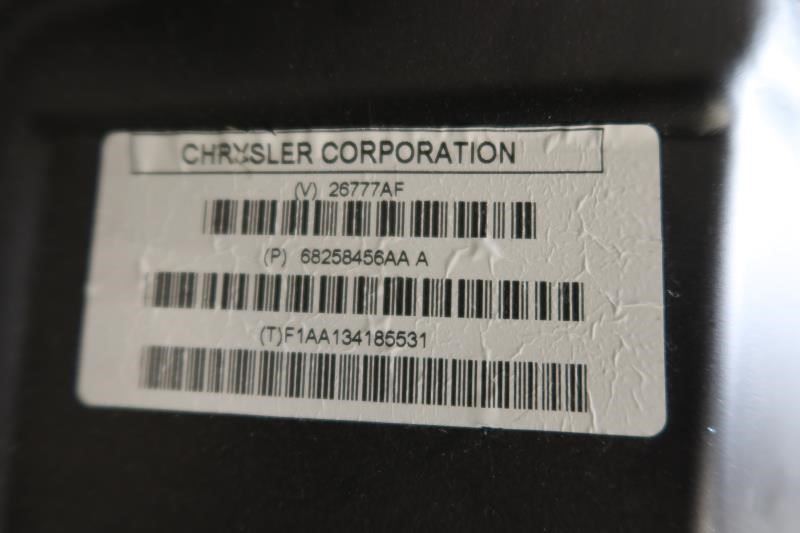 CHRYSLER CORPORATION
(V) 26777AF
(P) 68258456AA A
(T)F1AA134185531